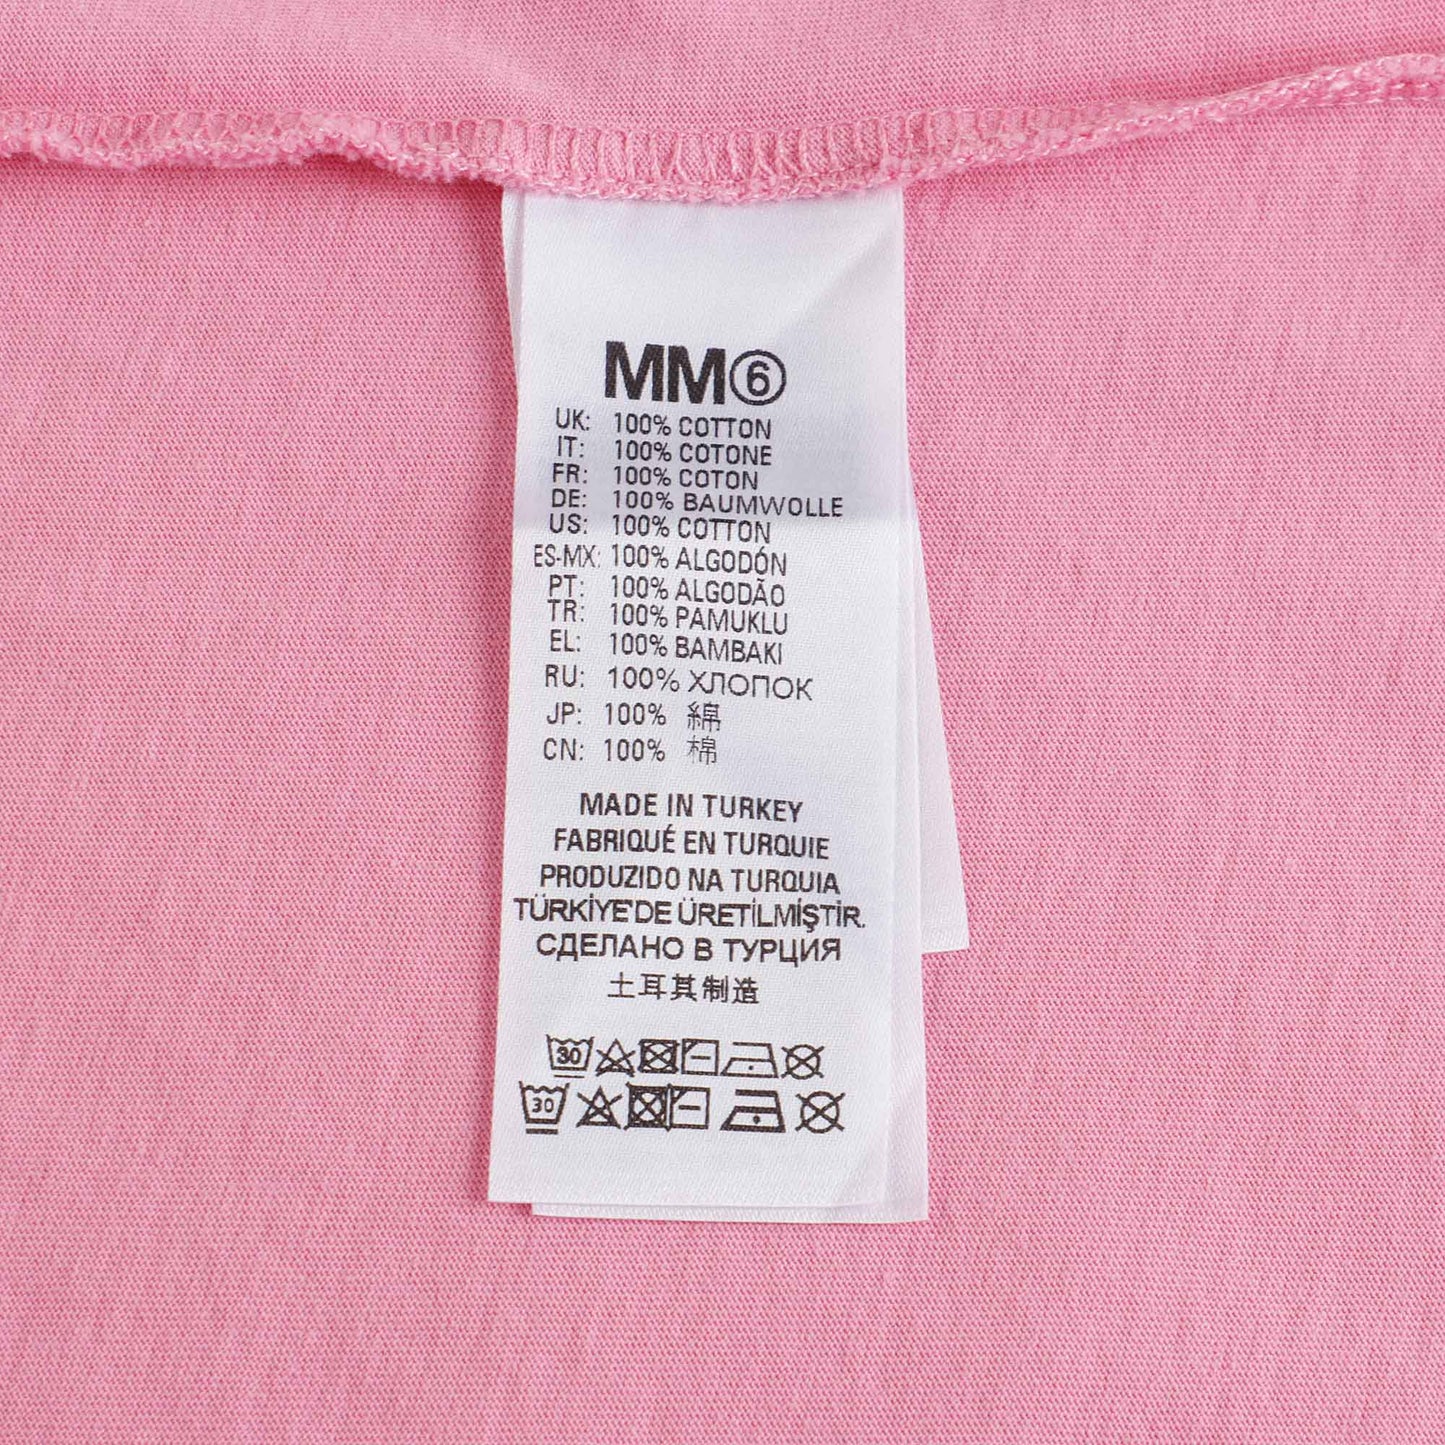 MM⑥
UK: 100% COTTON
IT: 100% COTONE
FR: 100% COTON
DE: 100% BAUMWOLLE
US: 100% COTTON
ES-MX: 100% ALGODÓN
PT: 100% ALGODÃO
TR: 100% PAMUKLU
EL: 100% BAMBAKI
RU: 100% ХЛОПОК
JP: 100% 綿
CN: 100% 棉
MADE IN TURKEY
FABRIQUÉ EN TURQUIE
PRODUZIDO NA TURQUIA
TÜRKİYE'DE ÜRETİLMİŞTİR.
СДЕЛАНО В ТУРЦИЯ
土耳其制造
30
30